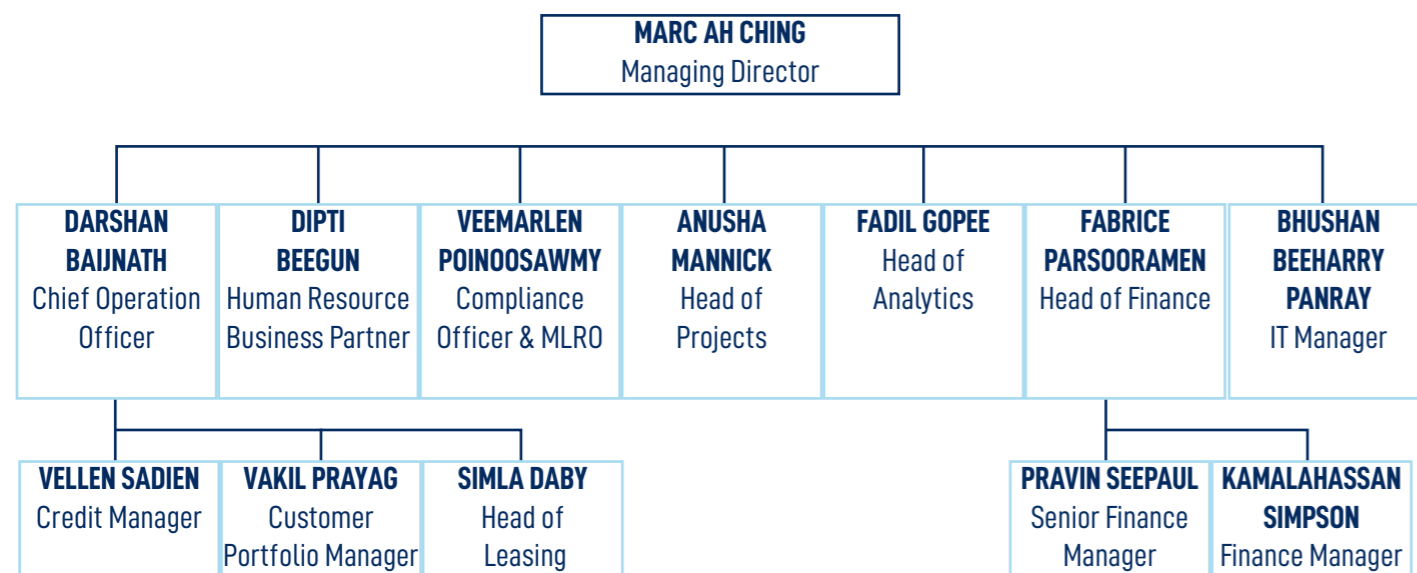 MARC AH CHING
Managing Director
DARSHAN
BAIJNATH
Chief Operation
Officer
DIPTI
BEEGUN
Human Resource
Business Partner
VEEMARLEN
POINOOSAWMY
Compliance
Officer & MLRO
ANUSHA
MANNICK
Head of
Projects
FADIL GOPEE
Head of
Analytics
FABRICE
PARSOORAMEN
Head of Finance
BHUSHAN
BEEHARRY
PANRAY
IT Manager
VELLEN SADIEN
Credit Manager
VAKIL PRAYAG
Customer
Portfolio Manager
SIMLA DABY
Head of
Leasing
PRAVIN SEEPAUL
Senior Finance
Manager
KAMALAHASSAN
SIMPSON
Finance Manager